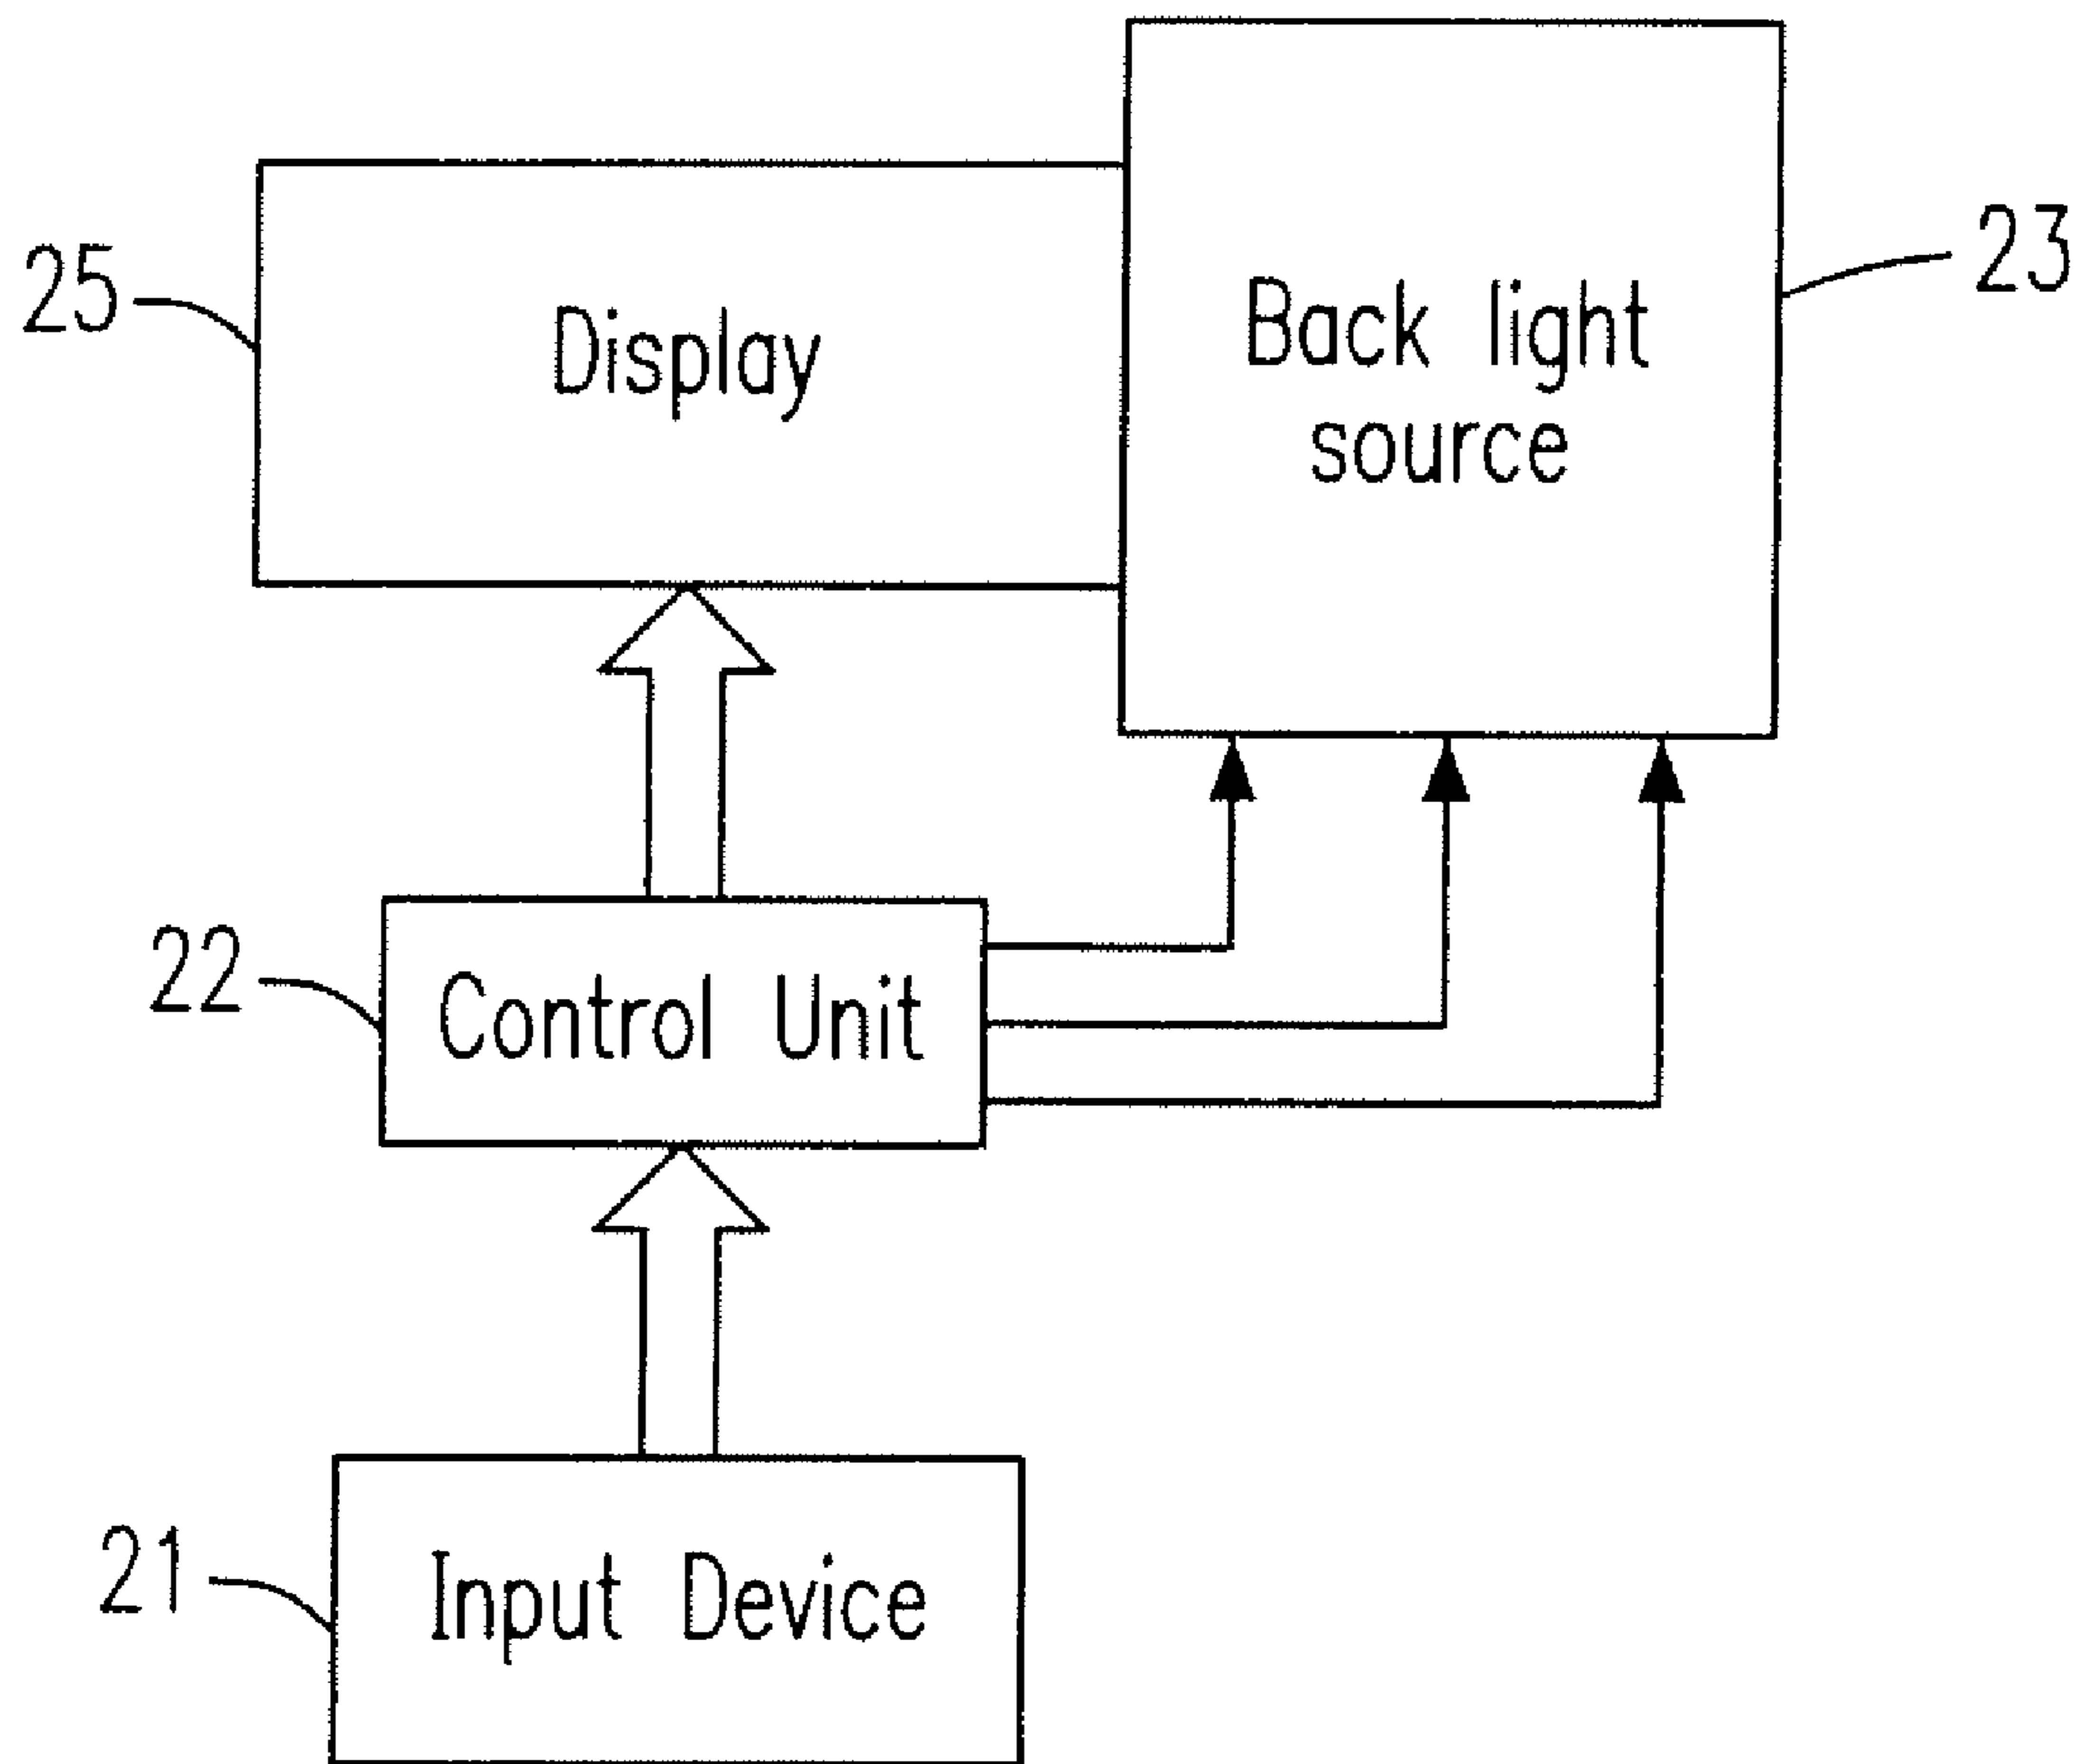 25
Display
Back light
source
23
22
Control Unit
21
Input Device